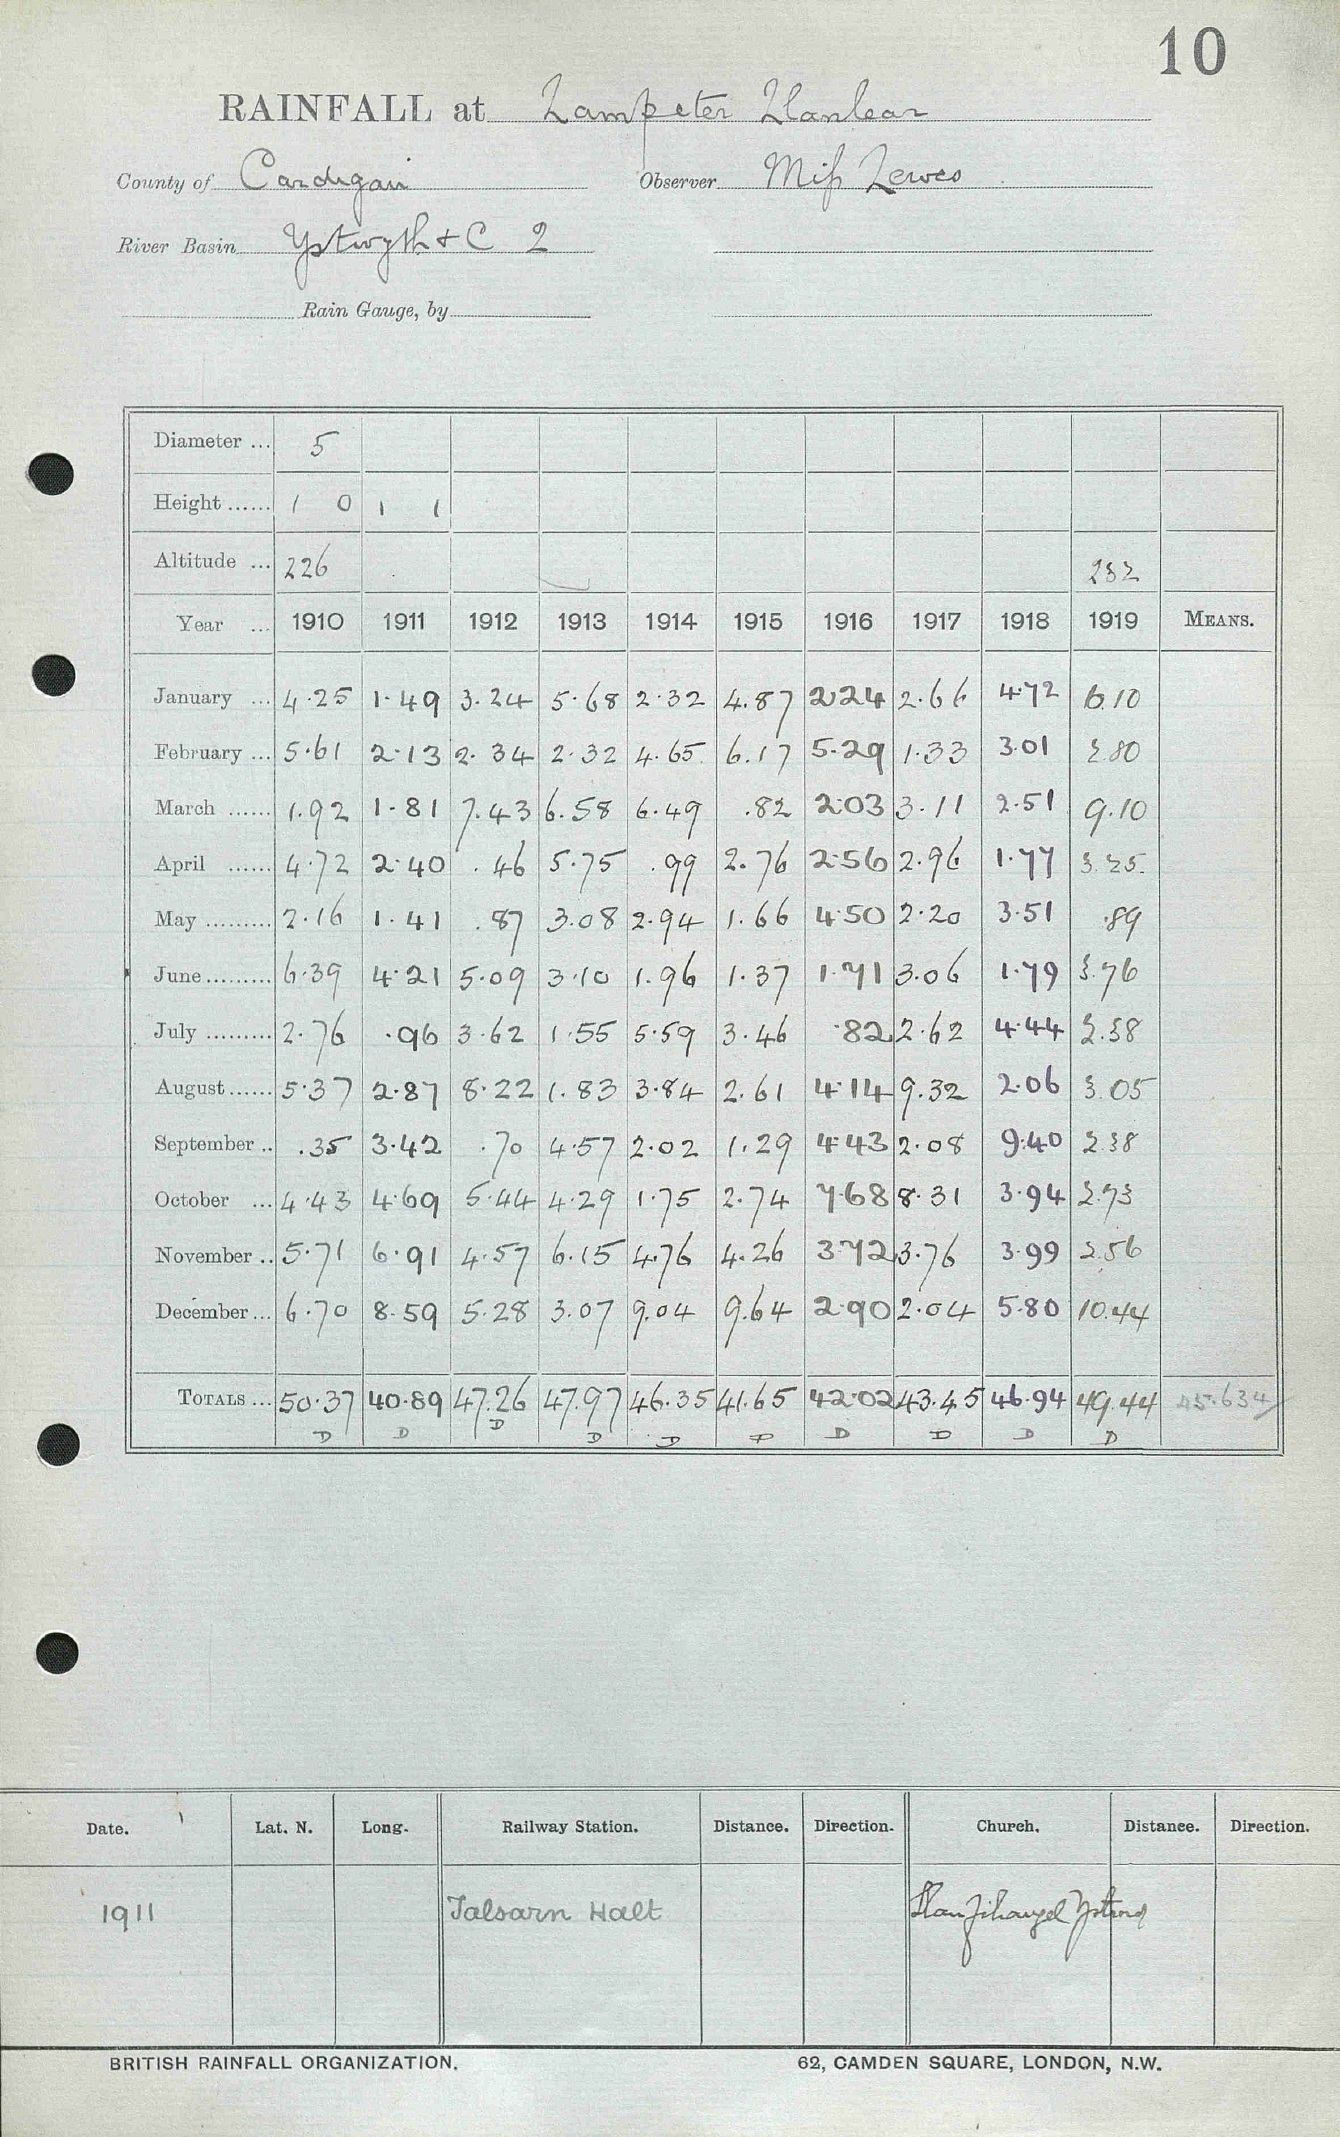 10
RAINFALL at Lampeter Llanlear
County of Cardigan Observer Miss Lewes
River Basin Ystwyth & C 2
Rain Gauge, by
Diameter ... 5
Height ...... 1 0 1 1
Altitude ... 226 232
Year ... 1910 1911 1912 1913 1914 1915 1916 1917 1918 1919 MEANS.
January ... 4.25 1.49 3.24 5.68 2.32 4.87 2.24 2.66 4.72 6.10
February ... 5.61 2.13 2.34 2.32 4.65 6.17 5.29 1.33 3.01 2.80
March ...... 1.92 1.81 7.43 6.58 6.49 .82 2.03 3.11 2.51 9.10
April ...... 4.72 2.40 .46 5.75 .99 2.76 2.56 2.96 1.77 3.25
May ......... 2.16 1.41 .87 3.08 2.94 1.66 4.50 2.20 3.51 .89
June ......... 6.39 4.21 5.09 3.10 1.96 1.37 1.71 3.06 1.79 3.76
July ......... 2.76 .96 3.62 1.55 5.59 3.46 .82 2.62 4.44 2.38
August ...... 5.37 2.87 8.22 1.83 3.84 2.61 4.14 9.32 2.06 3.05
September .. .35 3.42 .70 4.57 2.02 1.29 4.43 2.08 9.40 2.38
October ... 4.43 4.69 5.44 4.29 1.75 2.74 7.68 8.31 3.94 2.73
November .. 5.71 6.91 4.57 6.15 4.76 4.26 3.72 3.76 3.99 2.56
December ... 6.70 8.59 5.28 3.07 9.04 9.64 2.90 2.04 5.80 10.44
TOTALS ... 50.37 40.89 47.26 47.97 46.35 41.65 42.02 43.45 46.94 49.44 45.634
D D D D D D D D D D
Date. Lat. N. Long. Railway Station. Distance. Direction. Church. Distance. Direction.
1911 Talsarn Halt Llanfihangel Ystrad
BRITISH RAINFALL ORGANIZATION. 62, CAMDEN SQUARE, LONDON, N.W.